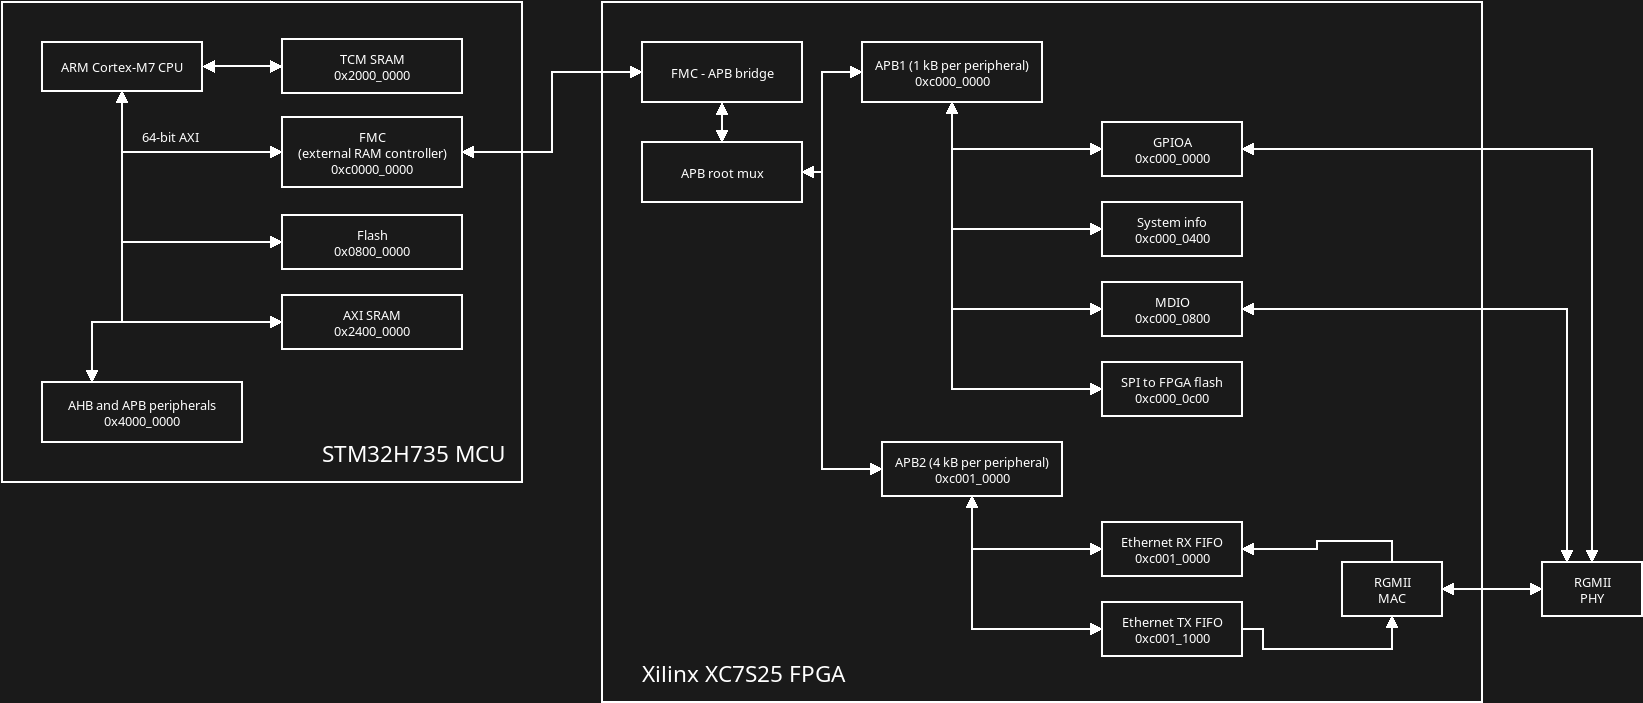 ARM Cortex-M7 CPU
TCM SRAM
0x2000_0000
64-bit AXI
FMC
(external RAM controller)
0xc0000_0000
Flash
0x0800_0000
AXI SRAM
0x2400_0000
AHB and APB peripherals
0x4000_0000
STM32H735 MCU
FMC - APB bridge
APB root mux
APB1 (1 kB per peripheral)
0xc000_0000
GPIOA
0xc000_0000
System info
0xc000_0400
MDIO
0xc000_0800
SPI to FPGA flash
0xc000_0c00
APB2 (4 kB per peripheral)
0xc001_0000
Ethernet RX FIFO
0xc001_0000
Ethernet TX FIFO
0xc001_1000
RGMII
MAC
RGMII
PHY
Xilinx XC7S25 FPGA